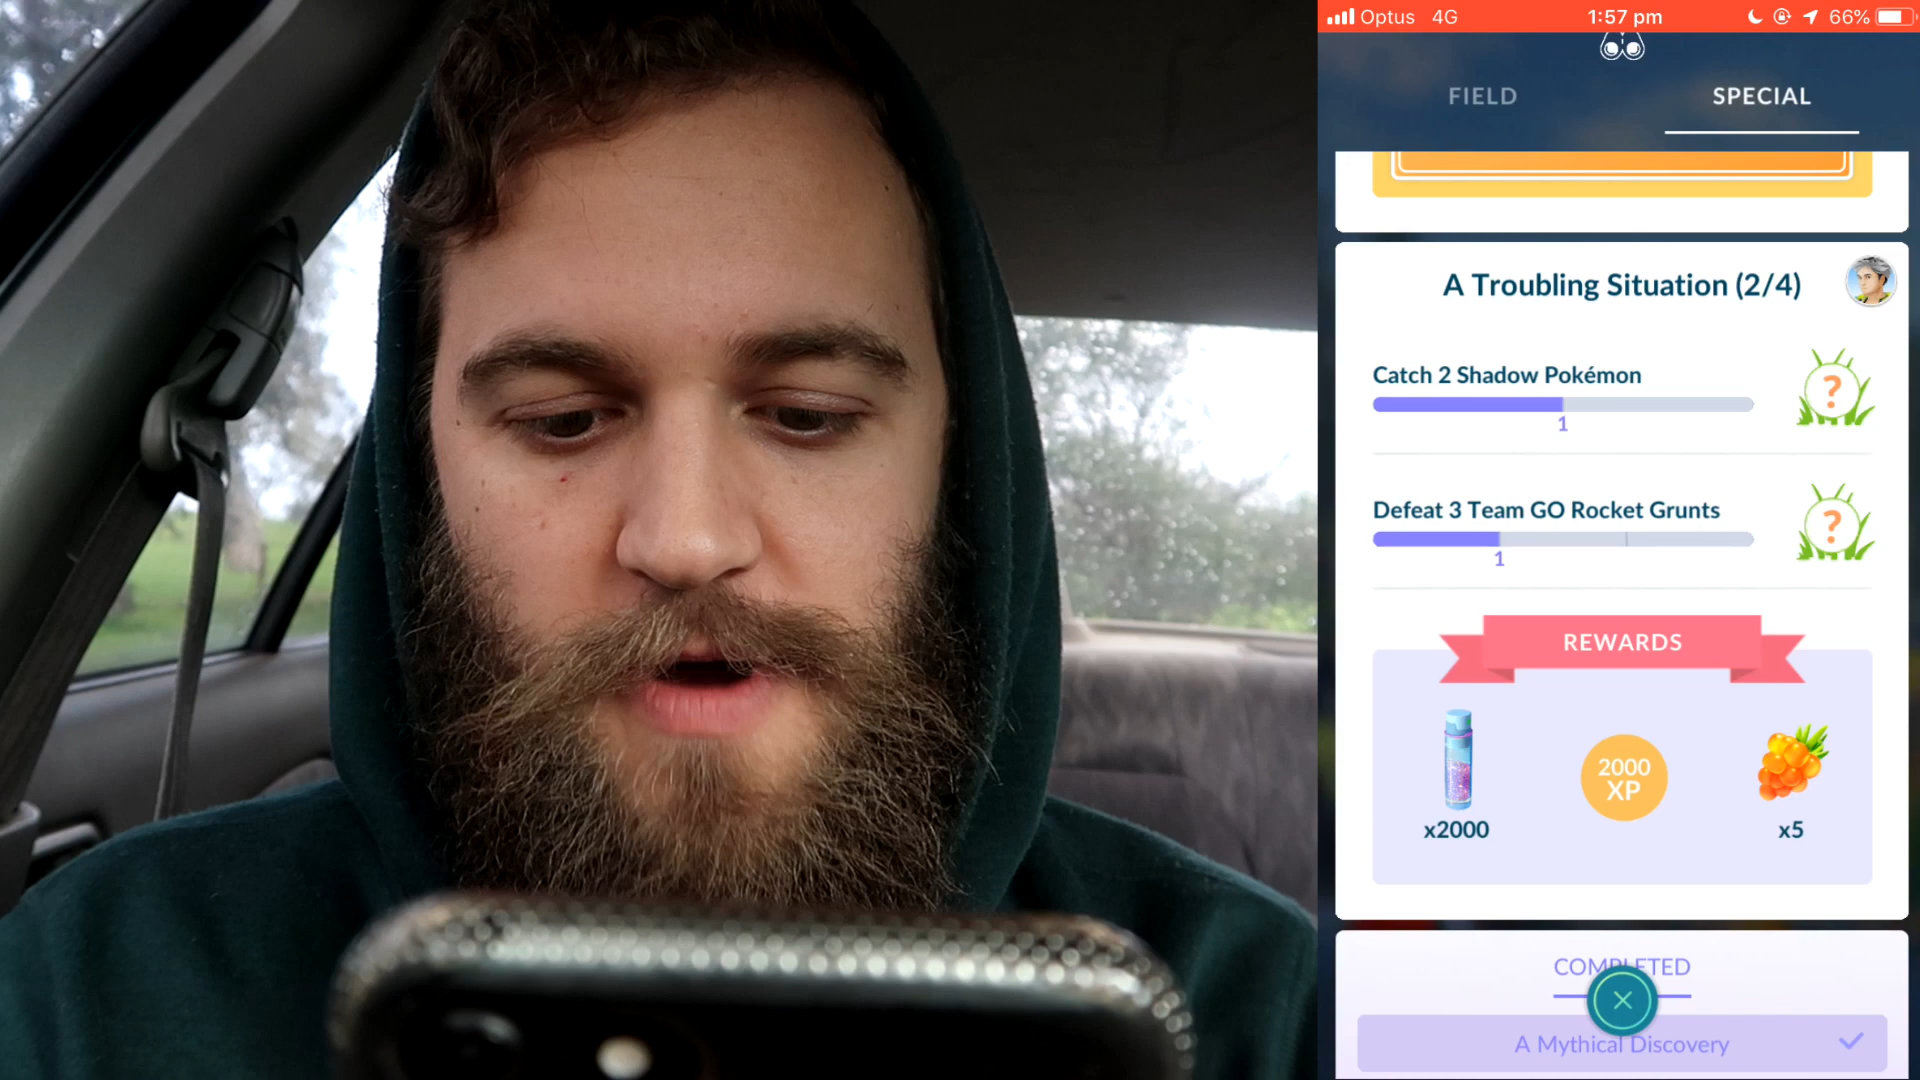 Optus 4G 1:57 pm 66%
FIELD SPECIAL
A Troubling Situation (2/4)
Catch 2 Shadow Pokémon
?
1
Defeat 3 Team GO Rocket Grunts
?
1
REWARDS
2000
XP
x2000 x5
COMPLETED
A Mythical Discovery